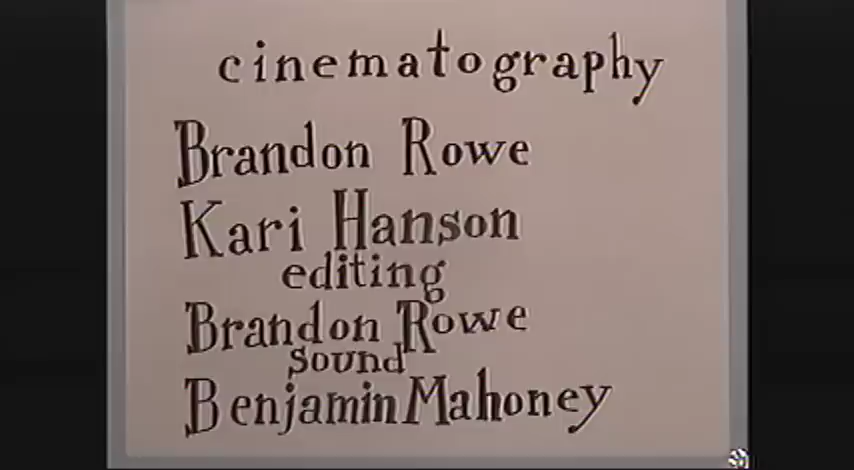 cinematography
Brandon Rowe
Kari Hanson
editing
Brandon Rowe
sound
Benjamin Mahoney